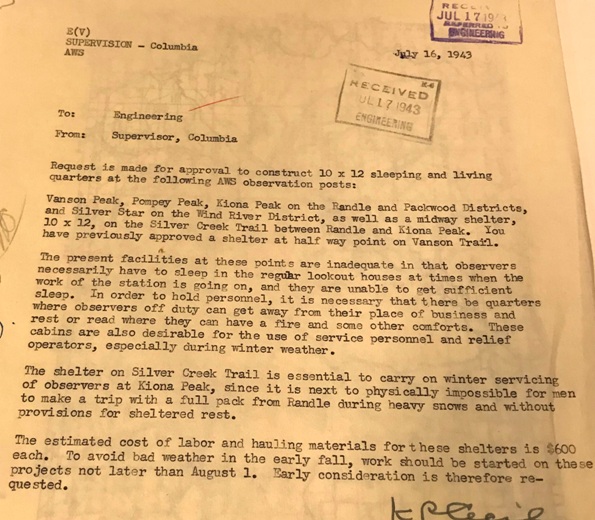 JUL 17 1943
ENGINEERING
E(V)
SUPERVISION - Columbia
AWS
July 16, 1943
RECEIVED
JUL 17 1943
ENGINEERING
To: Engineering
From: Supervisor, Columbia
Request is made for approval to construct 10 x 12 sleeping and living
quarters at the following AWS observation posts:
Vanson Peak, Pompey Peak, Kiona Peak on the Randle and Packwood Districts,
and Silver Star on the Wind River District, as well as a midway shelter,
10 x 12, on the Silver Creek Trail between Randle and Kiona Peak. You
have previously approved a shelter at half way point on Vanson Trail.
The present facilities at these points are inadequate in that observers
necessarily have to sleep in the regular lookout houses at times when the
work of the station is going on, and they are unable to get sufficient
sleep. In order to hold personnel, it is necessary that there be quarters
where observers off duty can get away from their place of business and
rest or read where they can have a fire and some other comforts. These
cabins are also desirable for the use of service personnel and relief
operators, especially during winter weather.
The shelter on Silver Creek Trail is essential to carry on winter servicing
of observers at Kiona Peak, since it is next to physically impossible for men
to make a trip with a full pack from Randle during heavy snows and without
provisions for sheltered rest.
The estimated cost of labor and hauling materials for these shelters is $600
each. To avoid bad weather in the early fall, work should be started on these
projects not later than August 1. Early consideration is therefore re-
quested.